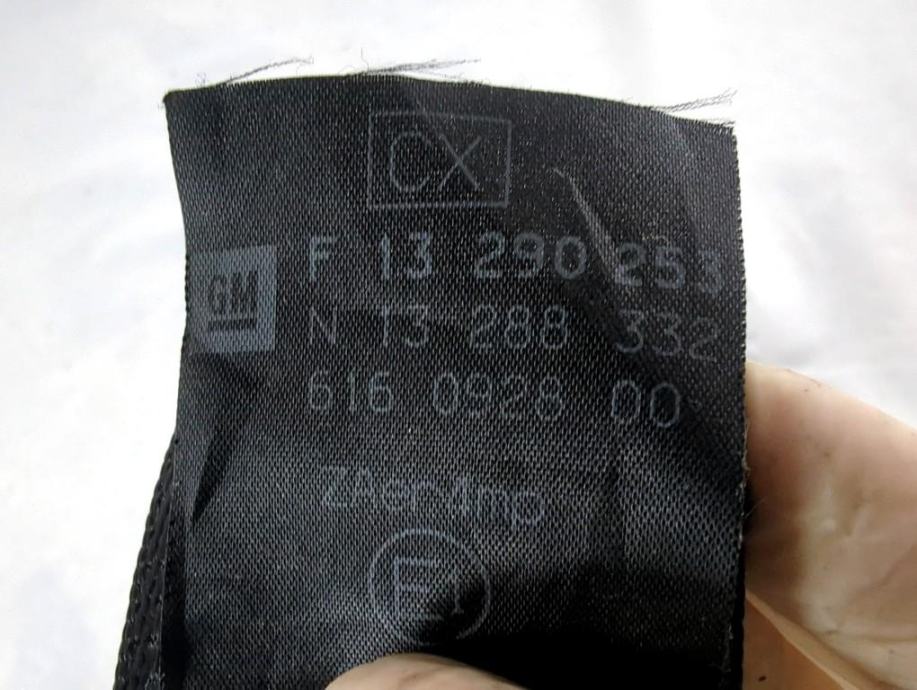 CX
GM
F 13 290 253
N 13 288 332
616 0928 00
ZAer4mp
E1